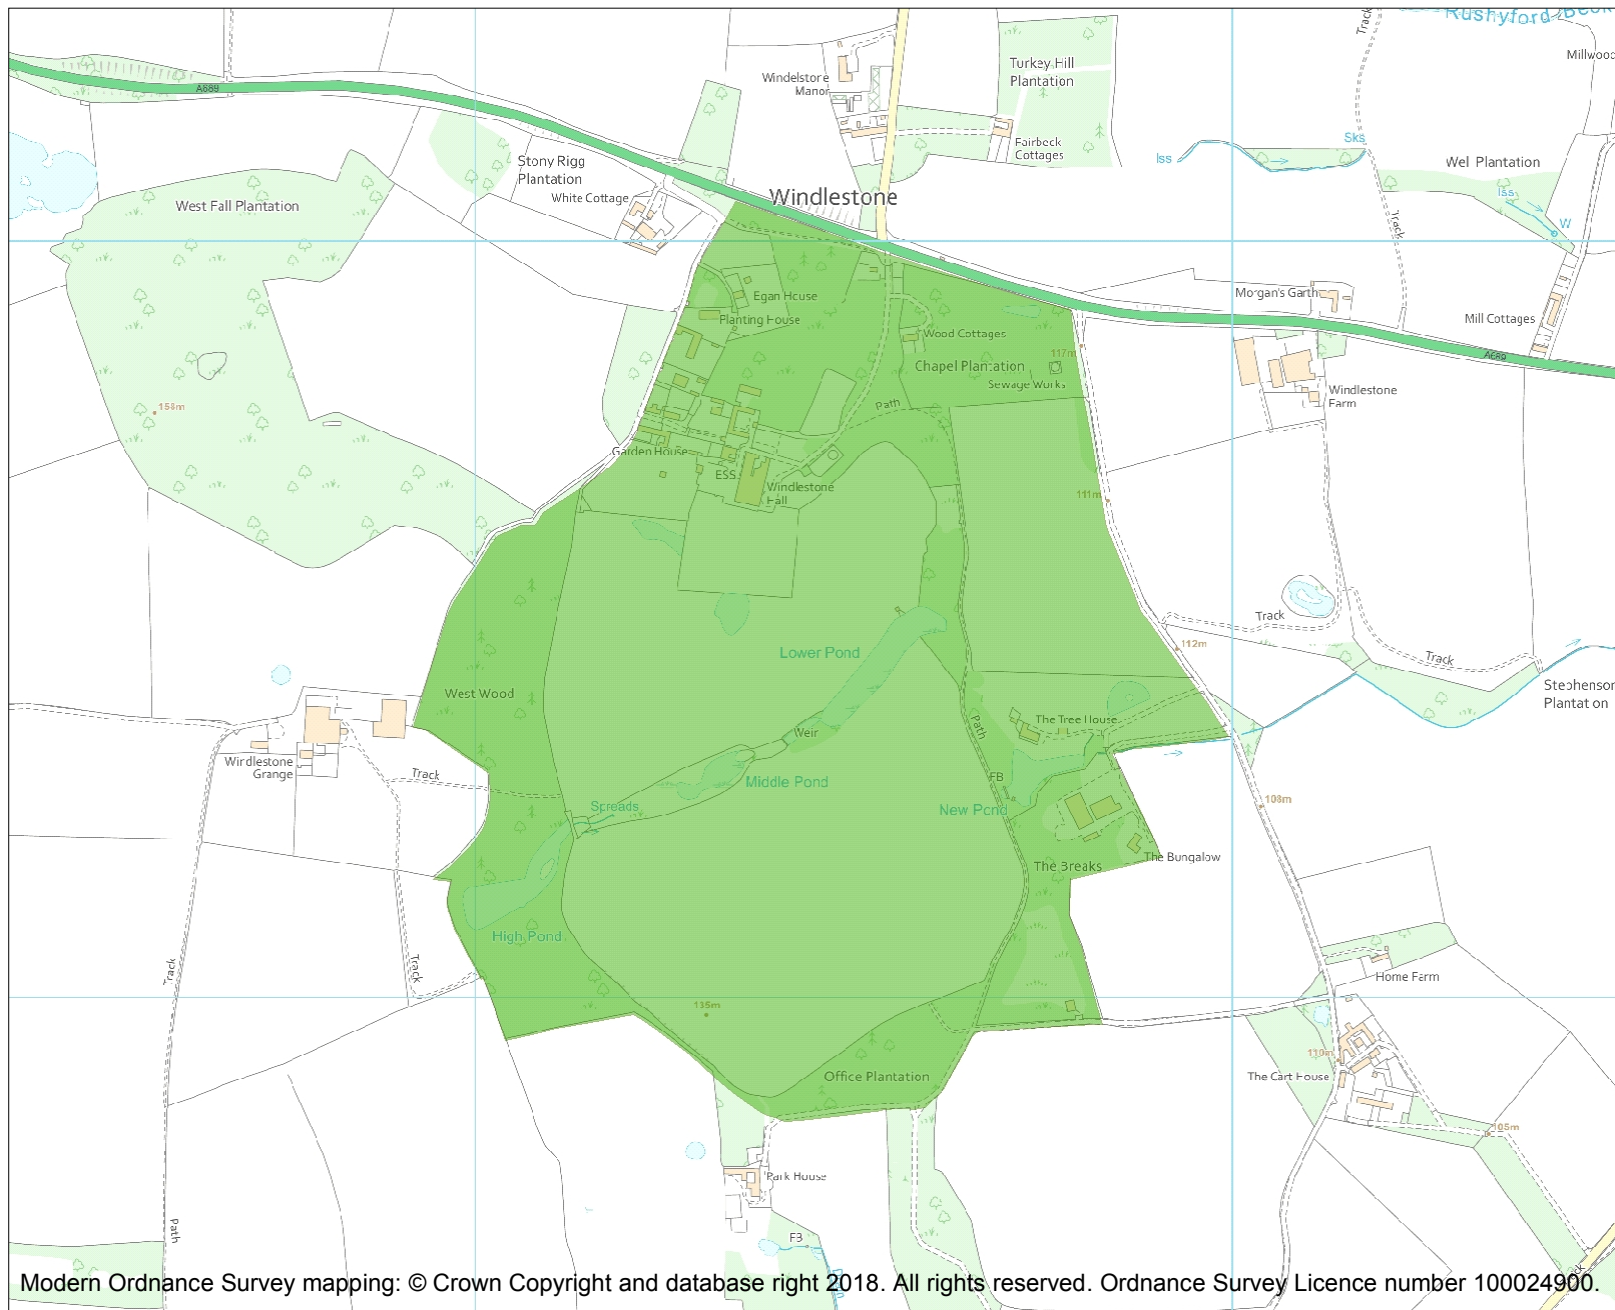 Rushyford Beck
Track
Millwood
Turkey Hill
Plantation
Windelstone
Manor
A689
Fairbeck
Cottages
Iss
Sks
Wel Plantation
Iss
W
Stony Rigg
Plantation
White Cottage
West Fall Plantation
Windlestone
Track
Morgan's Garth
Mill Cottages
A689
Egan House
Planting House
Wood Cottages
117m
Chapel Plantation
Sewage Works
Windlestone
Farm
158m
Path
Garden House
ESS
Windlestone
Hall
111m
Track
112m
Track
Lower Pond
Stephenson
Plantation
West Wood
The Tree House
Path
Weir
Windlestone
Grange
Track
Middle Pond
FB
New Pond
Spreads
108m
The Bungalow
The Breaks
High Pond
Track
Track
Home Farm
135m
110m
The Cart House
Office Plantation
105m
Park House
Path
F3
Modern Ordnance Survey mapping: © Crown Copyright and database right 2018. All rights reserved. Ordnance Survey Licence number 100024900.